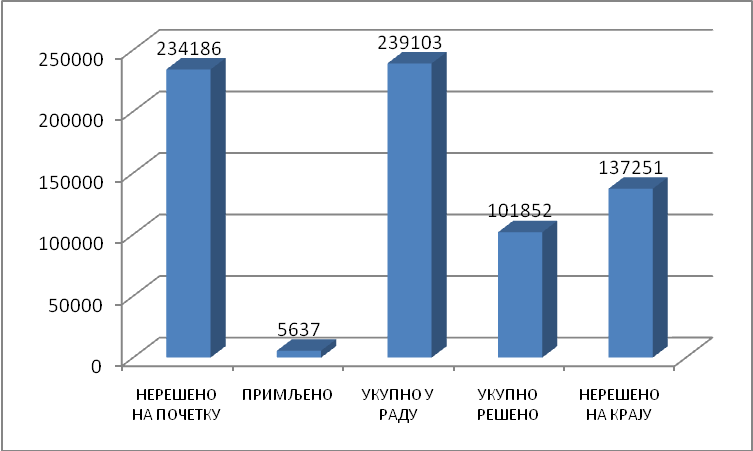 250000
200000
150000
100000
50000
0
234186
5637
239103
101852
137251
НЕРЕШЕНО
НА ПОЧЕТКУ
ПРИМЉЕНО
УКУПНО У
РАДУ
УКУПНО
РЕШЕНО
НЕРЕШЕНО
НА КРАЈУ